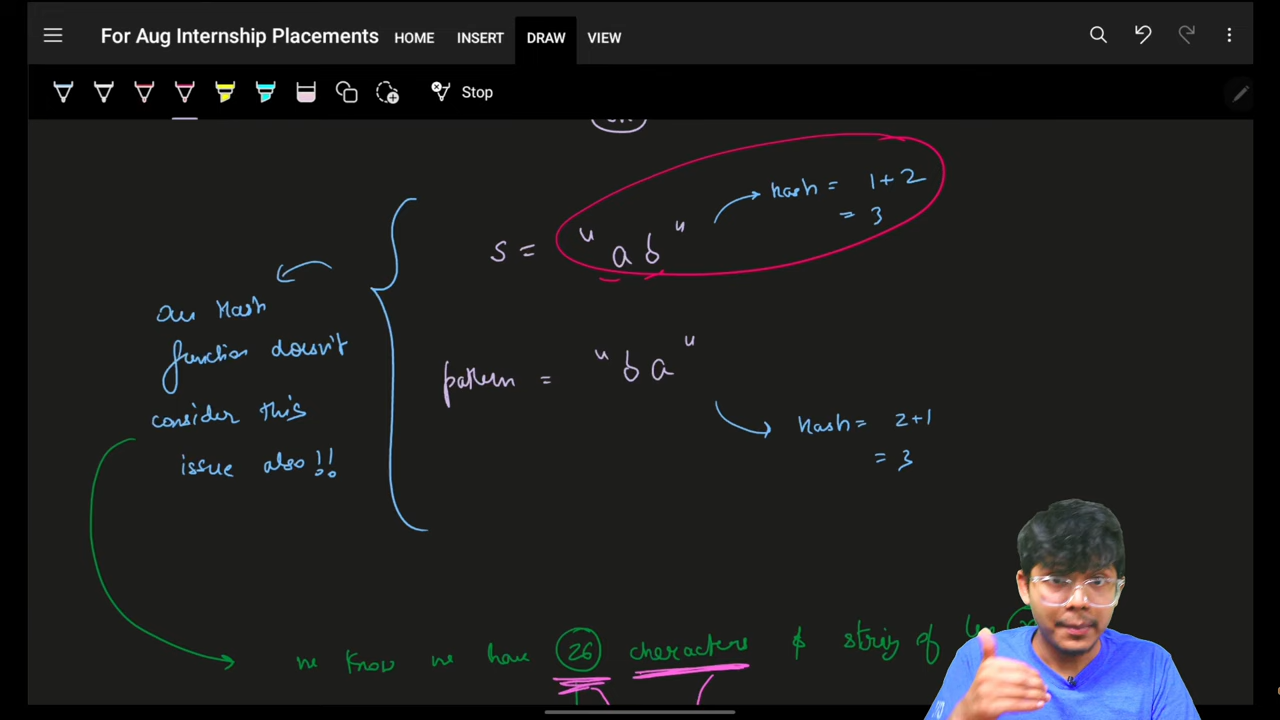 For Aug Internship Placements HOME INSERT DRAW VIEW
Stop
S = "ab"
Hash = 1+2
= 3
our Hash
function doesn't
consider this
issue also!!
pattern = "ba"
Hash = 2+1
= 3
we know we have 26 characters & string of len